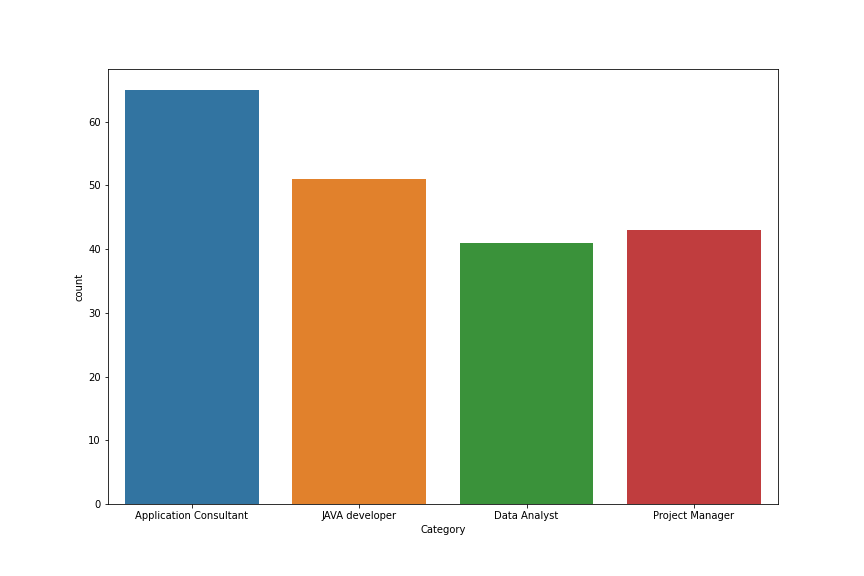 60
50
40
30
20
10
0
count
Application Consultant
JAVA developer
Data Analyst
Project Manager
Category